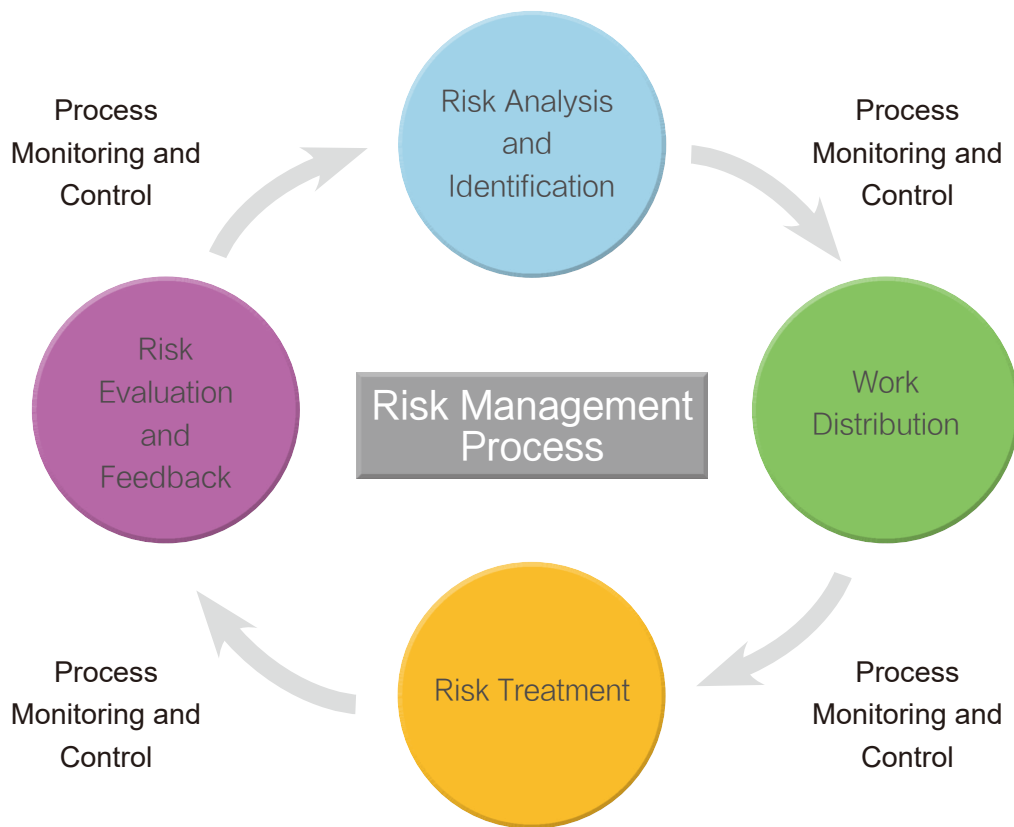 Risk Analysis
and
Identification
Process
Monitoring and
Control
Process
Monitoring and
Control
Risk
Evaluation
and
Feedback
Risk Management
Process
Work
Distribution
Risk Treatment
Process
Monitoring and
Control
Process
Monitoring and
Control